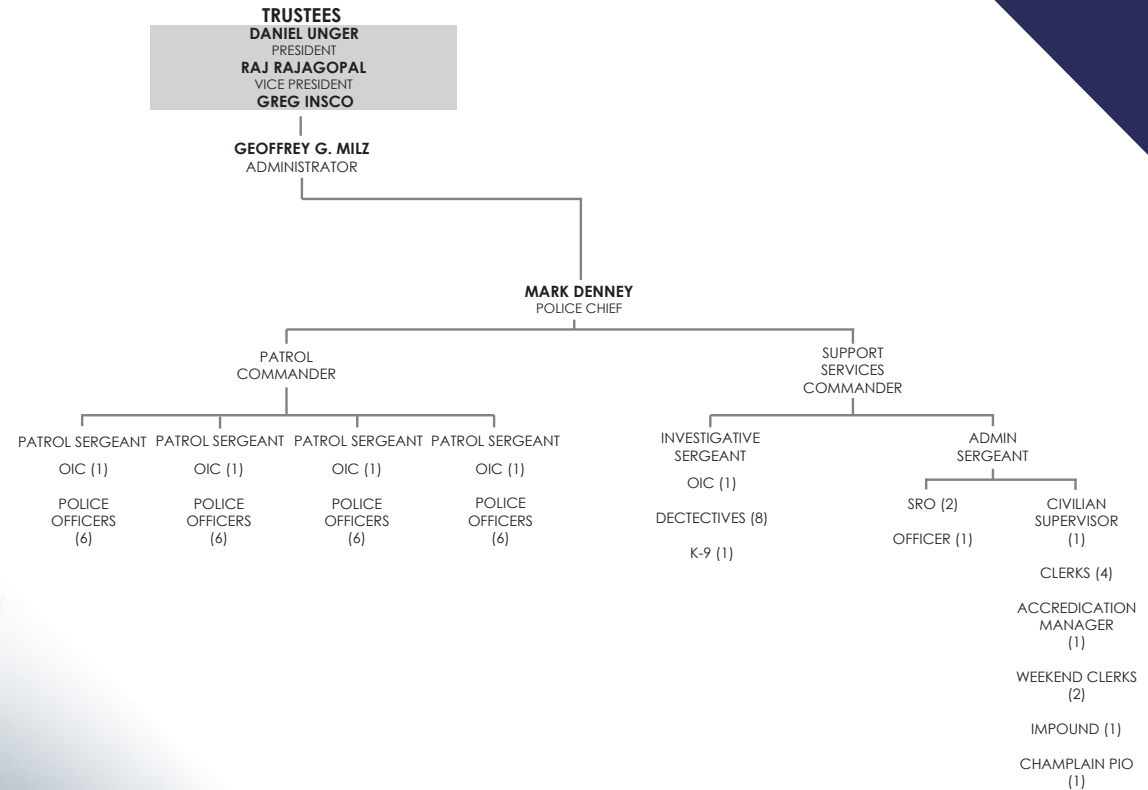 TRUSTEES
DANIEL UNGER
PRESIDENT
RAJ RAJAGOPAL
VICE PRESIDENT
GREG INSCO
GEOFFREY G. MILZ
ADMINISTRATOR
MARK DENNEY
POLICE CHIEF
PATROL
COMMANDER
SUPPORT
SERVICES
COMMANDER
PATROL SERGEANT
OIC (1)
POLICE
OFFICERS
(6)
PATROL SERGEANT
OIC (1)
POLICE
OFFICERS
(6)
PATROL SERGEANT
OIC (1)
POLICE
OFFICERS
(6)
PATROL SERGEANT
OIC (1)
POLICE
OFFICERS
(6)
INVESTIGATIVE
SERGEANT
OIC (1)
DECTECTIVES (8)
K-9 (1)
ADMIN
SERGEANT
SRO (2)
OFFICER (1)
CIVILIAN
SUPERVISOR
(1)
CLERKS (4)
ACCREDICATION
MANAGER
(1)
WEEKEND CLERKS
(2)
IMPOUND (1)
CHAMPLAIN PIO
(1)